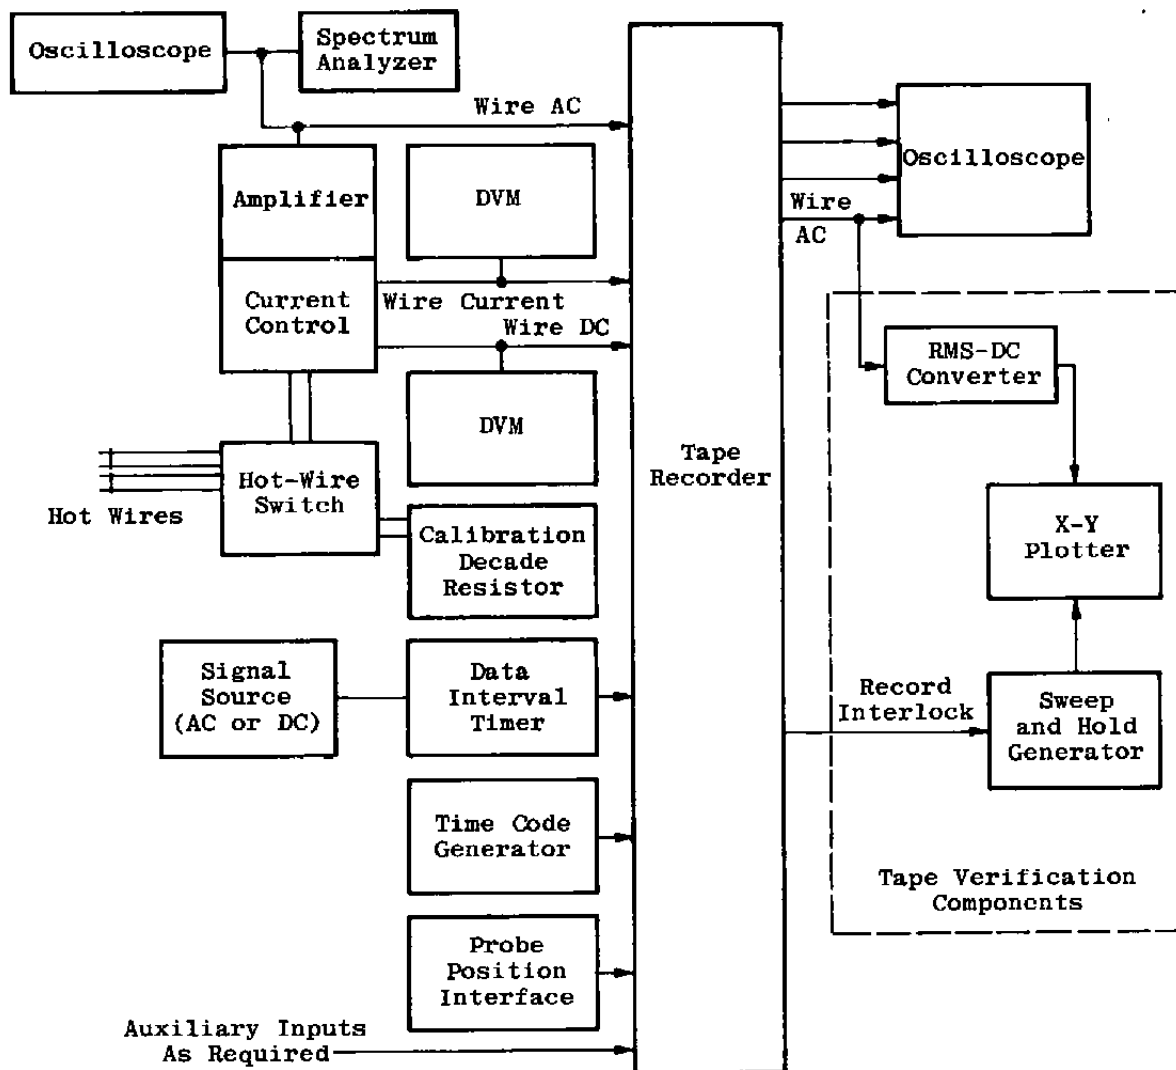 Oscilloscope
Spectrum
Analyzer
Wire AC
Amplifier
DVM
Current
Control
Wire Current
Wire DC
DVM
Hot-Wire
Switch
Hot Wires
Calibration
Decade
Resistor
Signal
Source
(AC or DC)
Data
Interval
Timer
Time Code
Generator
Probe
Position
Interface
Auxiliary Inputs
As Required
Tape
Recorder
Oscilloscope
Wire
AC
RMS-DC
Converter
X-Y
Plotter
Record
Interlock
Sweep
and Hold
Generator
Tape Verification
Components